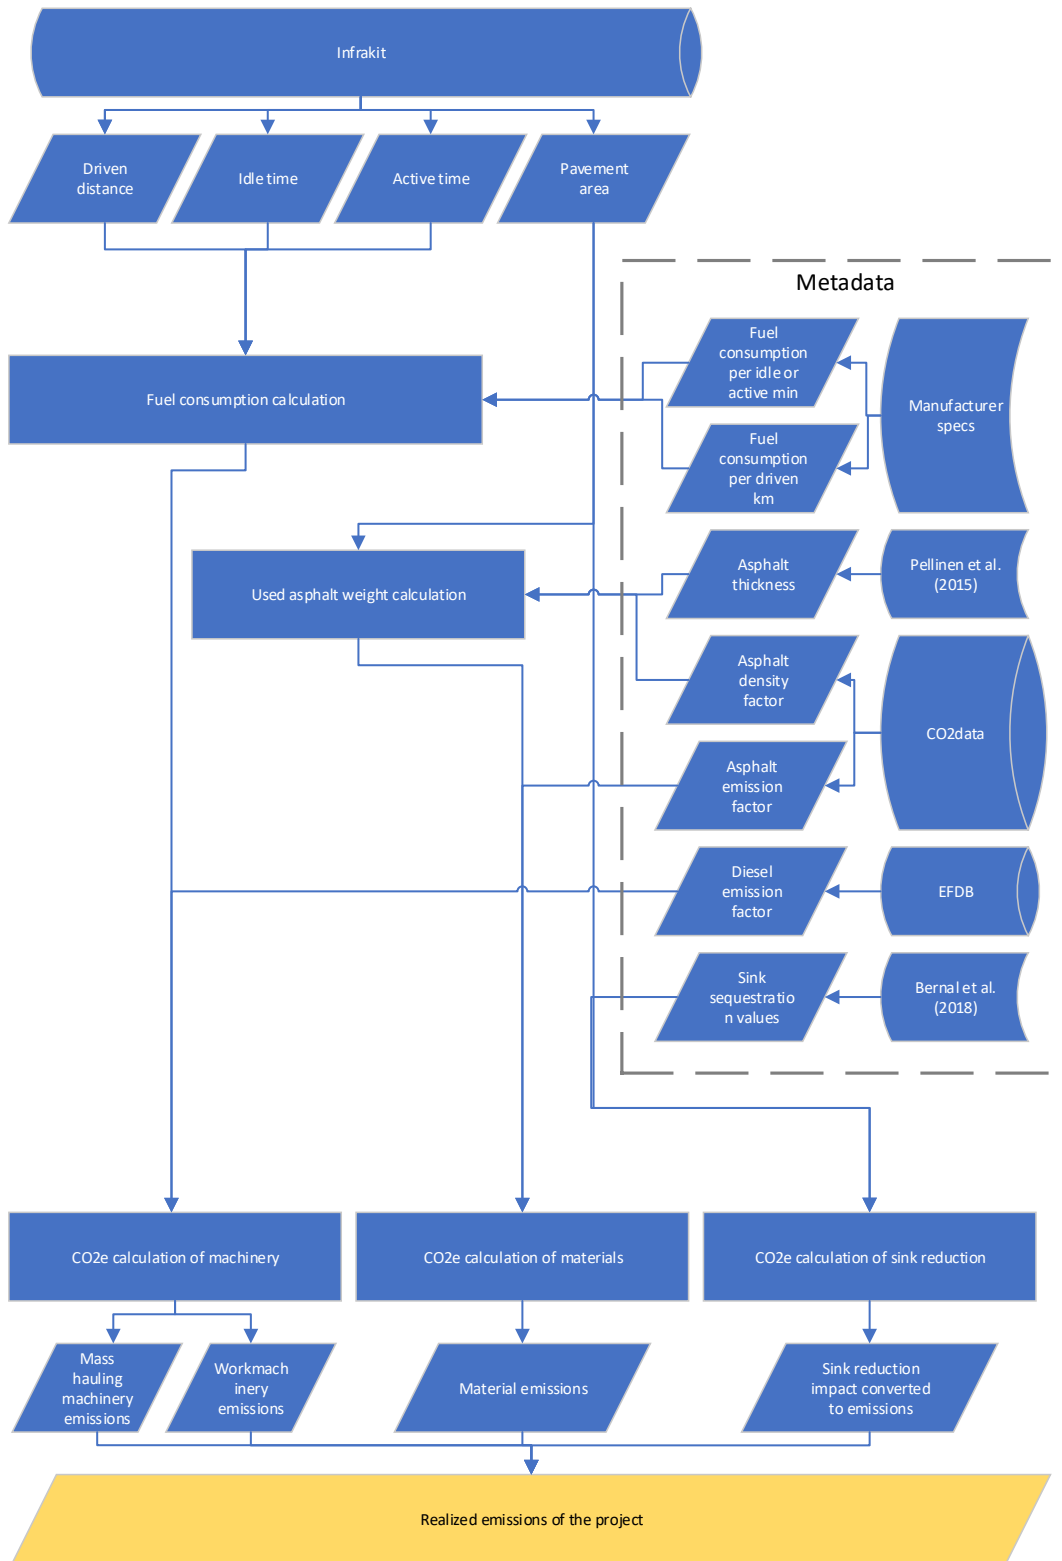 Infrakit
Driven
distance
Idle time
Active time
Pavement
area
Metadata
Fuel
consumption
per idle or
active min
Manufacturer
specs
Fuel consumption calculation
Fuel
consumption
per driven
km
Asphalt
thickness
Pellinen et al.
(2015)
Used asphalt weight calculation
Asphalt
density
factor
CO2data
Asphalt
emission
factor
Diesel
emission
factor
EFDB
Sink
sequestratio
n values
Bernal et al.
(2018)
CO2e calculation of machinery
CO2e calculation of materials
CO2e calculation of sink reduction
Mass
hauling
machinery
emissions
Workmach
inery
emissions
Material emissions
Sink reduction
impact converted
to emissions
Realized emissions of the project